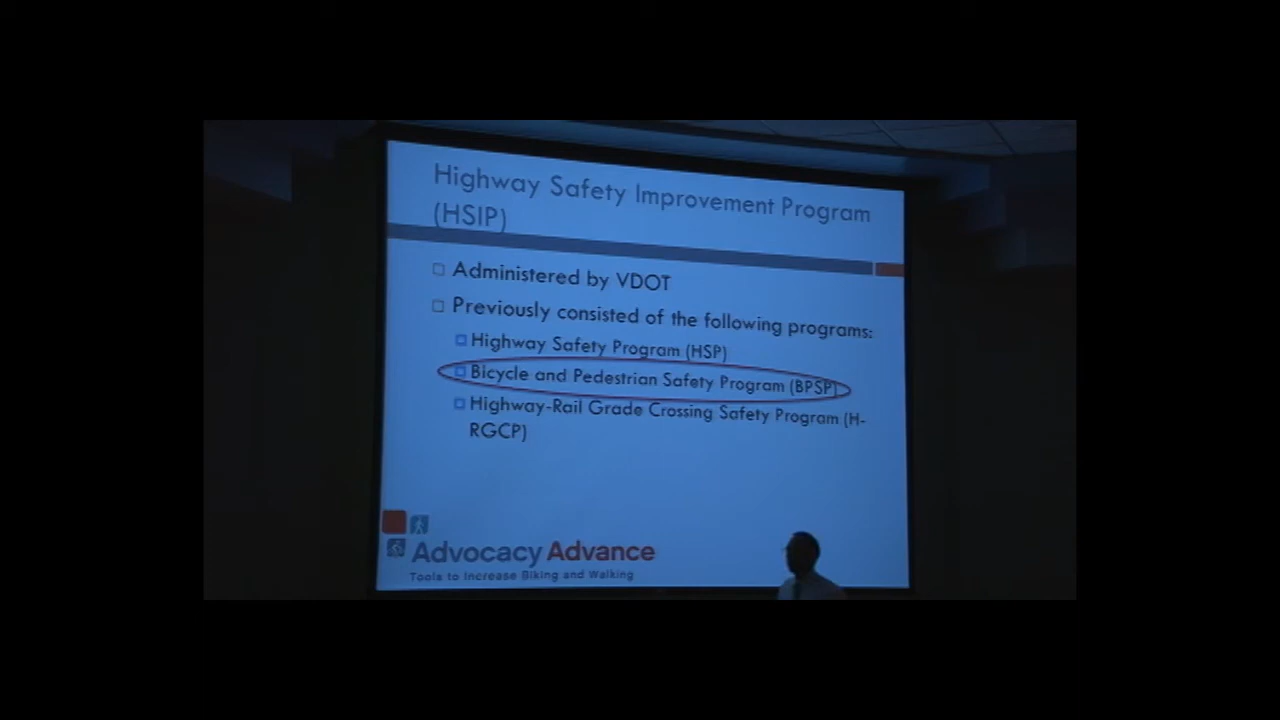 Highway Safety Improvement Program
(HSIP)
Administered by VDOT
Previously consisted of the following programs:
Highway Safety Program (HSP)
Bicycle and Pedestrian Safety Program (BPSP)
Highway-Rail Grade Crossing Safety Program (H-
RGCP)
Advocacy Advance
Tools to Increase Biking and Walking